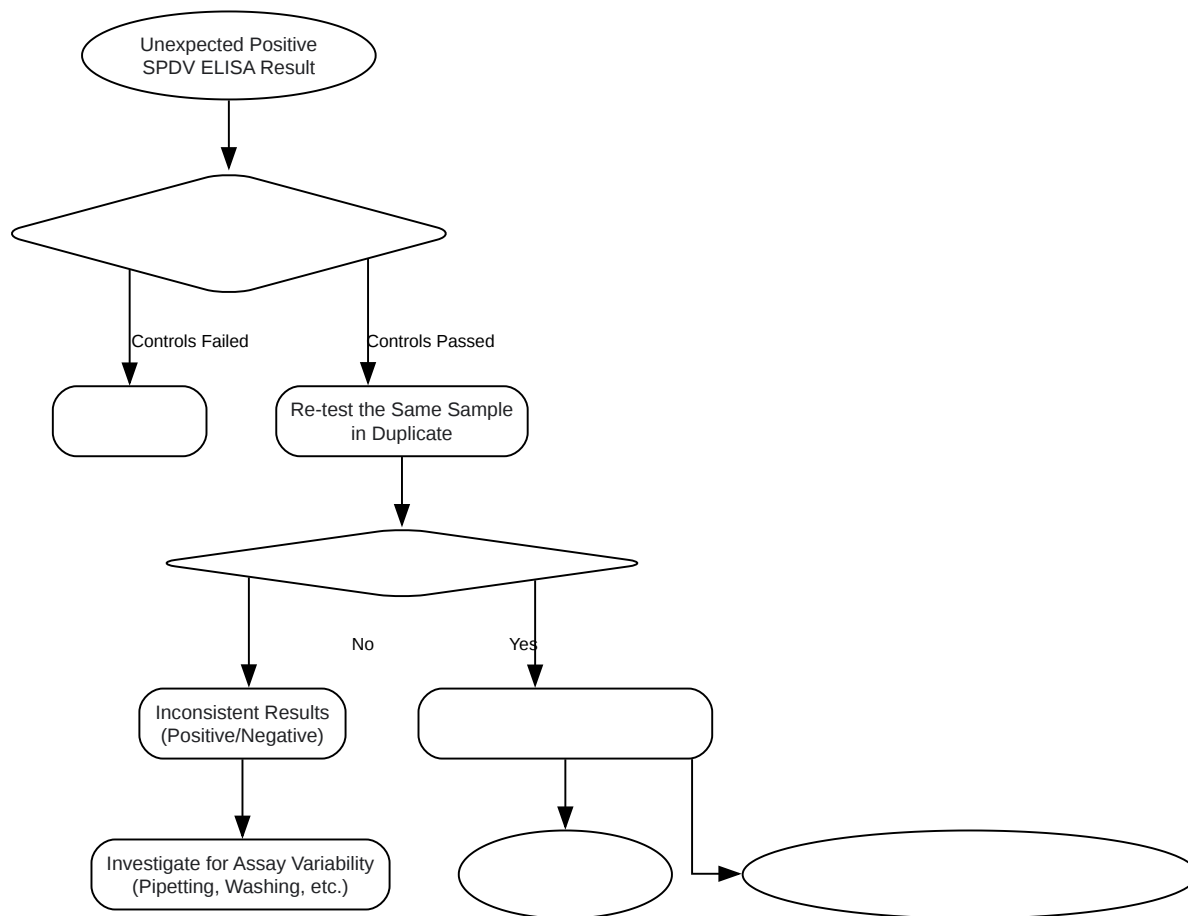 Unexpected Positive
SPDV ELISA Result
Controls Failed
Controls Passed
Re-test the Same Sample
in Duplicate
No
Yes
Inconsistent Results
(Positive/Negative)
Investigate for Assay Variability
(Pipetting, Washing, etc.)